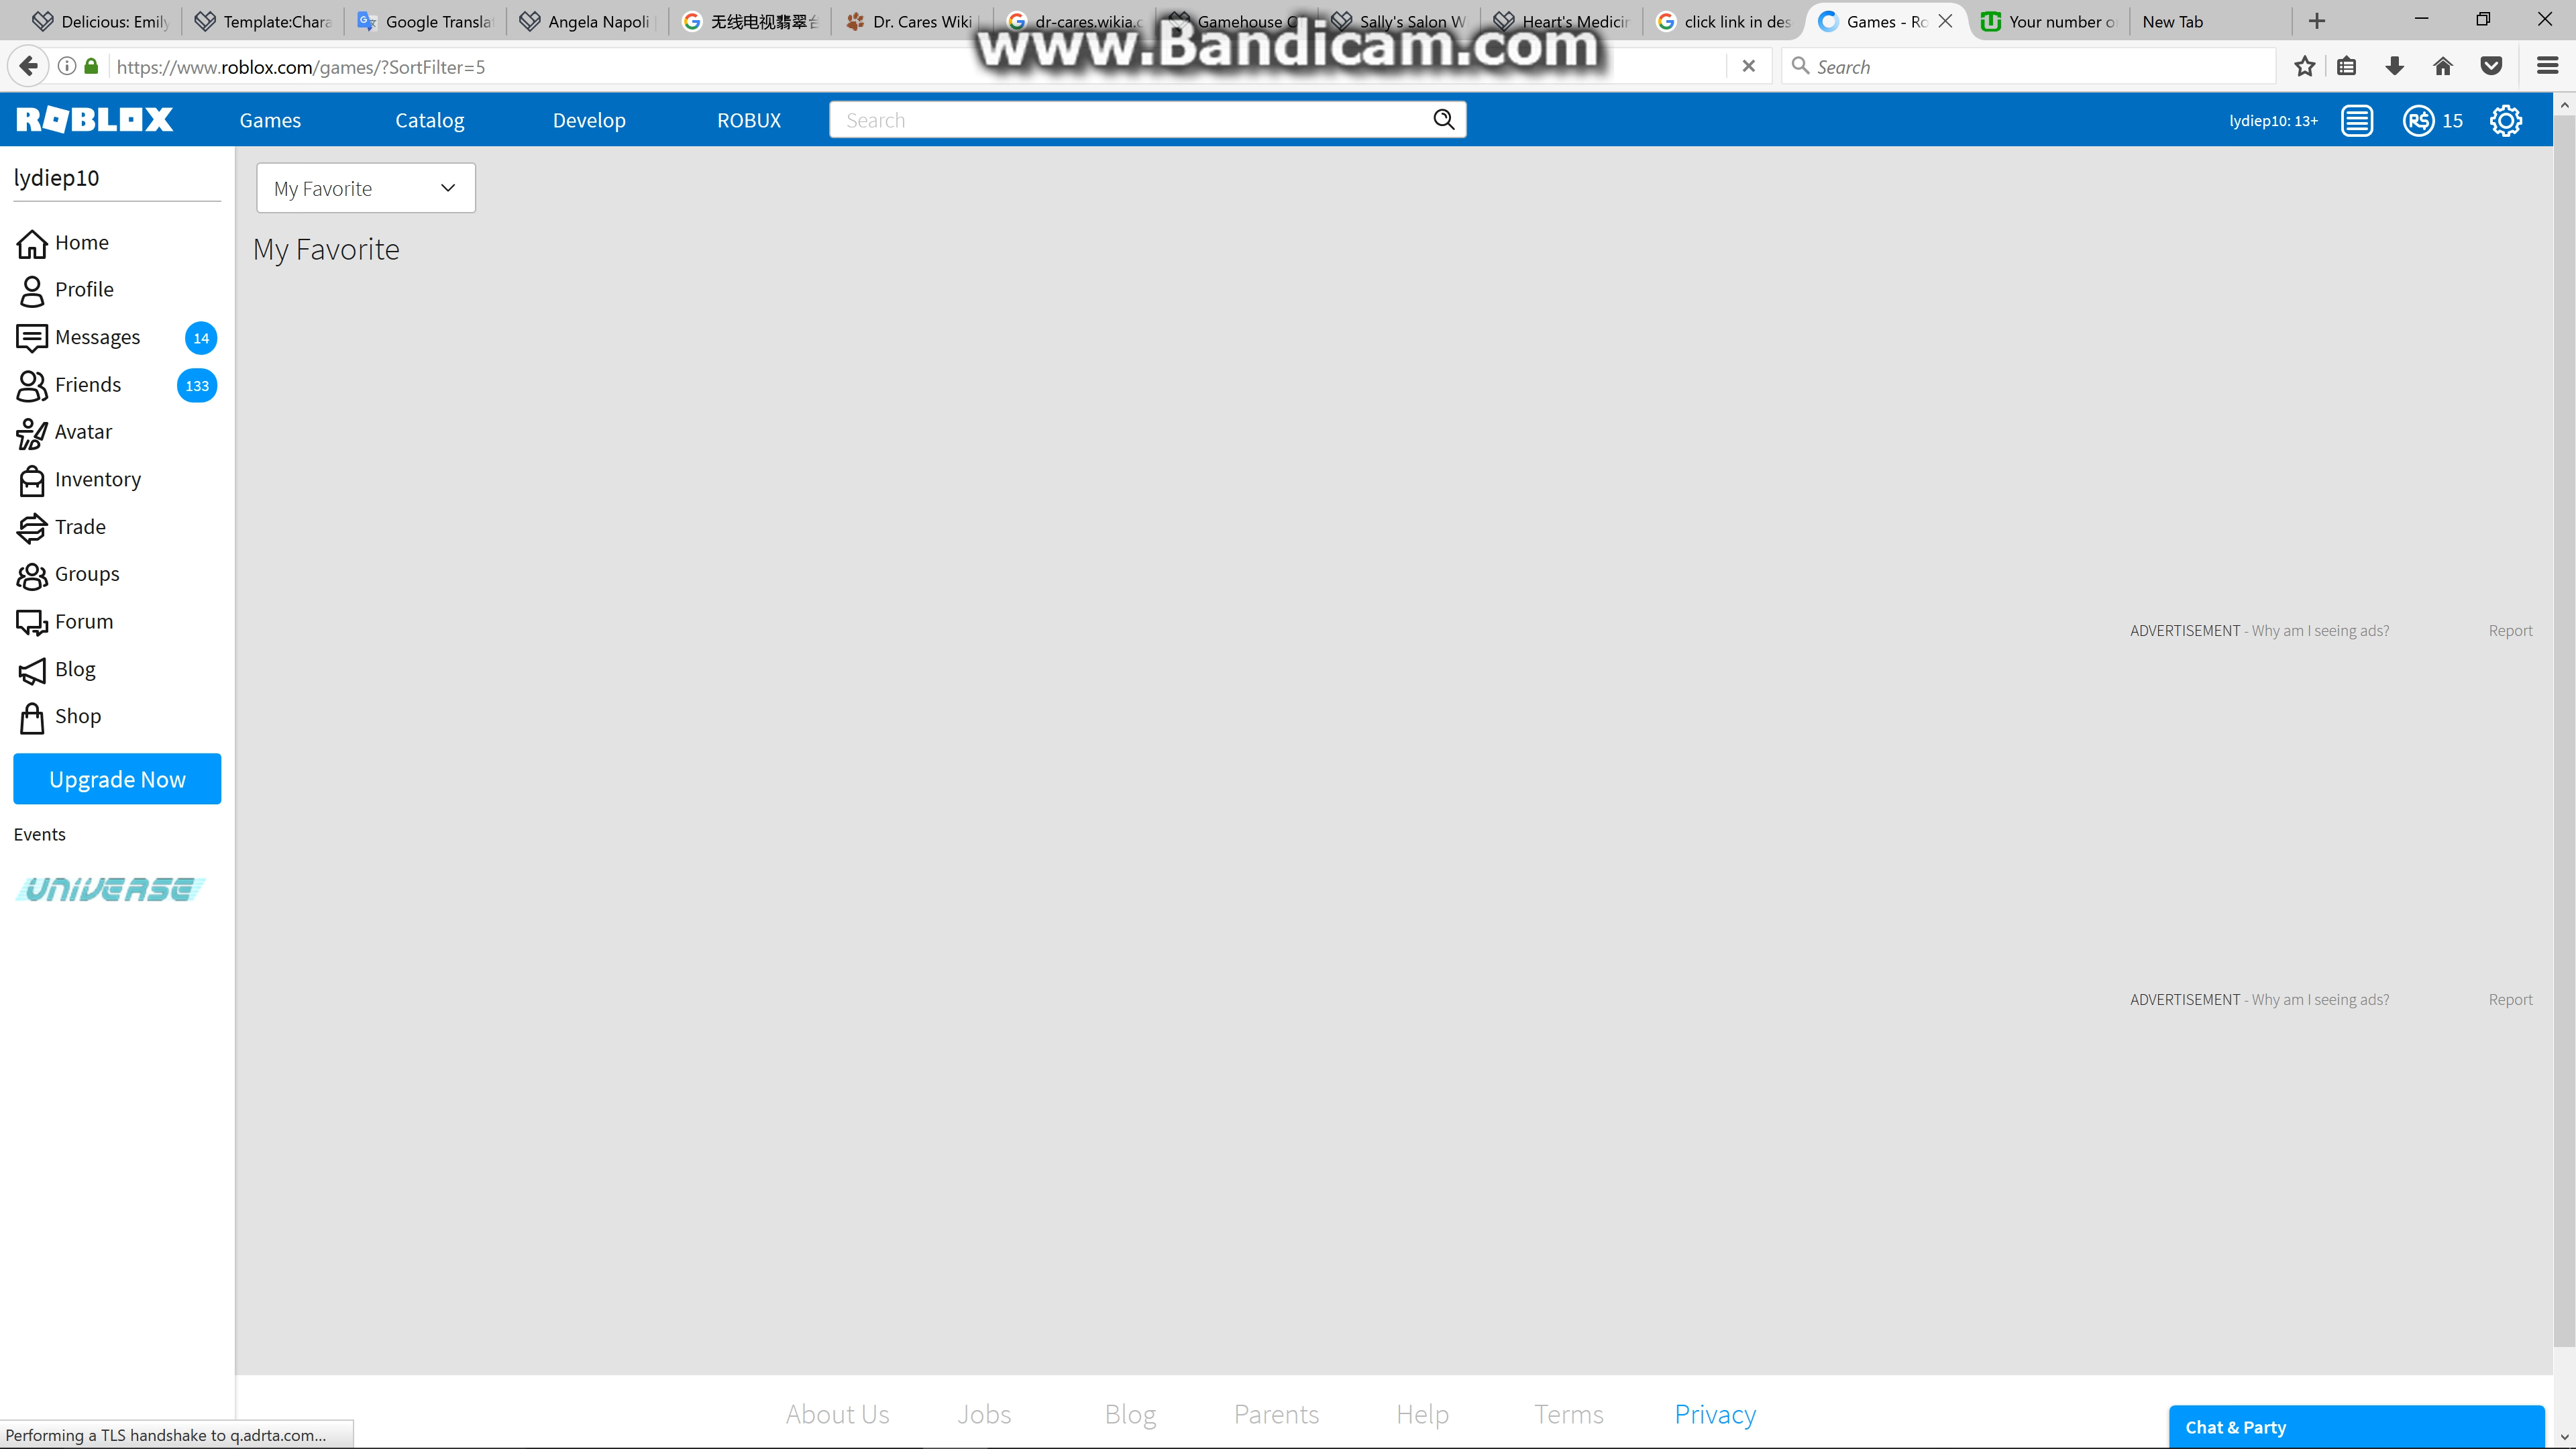 Delicious: Emily
Template:Chara
Google Translat
Angela Napoli
无线电视翡翠台
Dr. Cares Wiki
dr-cares.wikia.c
Gamehouse
Sally's Salon W
Heart's Medicin
click link in des
Games - Ro
Your number o
New Tab
www.Bandicam.com
https://www.roblox.com/games/?SortFilter=5
Search
ROBLOX
Games
Catalog
Develop
ROBUX
Search
lydiep10: 13+
R$ 15
lydiep10
My Favorite
My Favorite
Home
Profile
Messages 14
Friends 133
Avatar
Inventory
Trade
Groups
Forum
Blog
Shop
Upgrade Now
Events
UNIVERSE
ADVERTISEMENT - Why am I seeing ads? Report
ADVERTISEMENT - Why am I seeing ads? Report
About Us
Jobs
Blog
Parents
Help
Terms
Privacy
Chat & Party
Performing a TLS handshake to q.adrta.com...